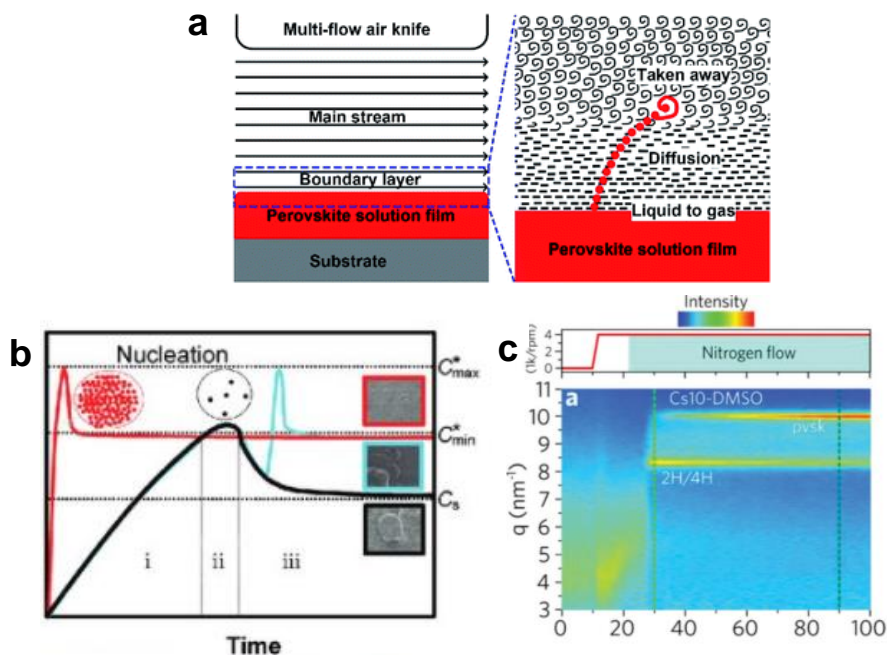 a
Multi-flow air knife
Main stream
Boundary layer
Perovskite solution film
Substrate
Taken away
Diffusion
Liquid to gas
Perovskite solution film
b
Nucleation
C*max
C*min
Cs
i
ii
iii
Time
c
Intensity
(1k/rpm)
4
2
0
Nitrogen flow
a
Cs10-DMSO
pvsk
2H/4H
q (nm⁻¹)
11
10
9
8
7
6
5
4
3
0 20 40 60 80 100